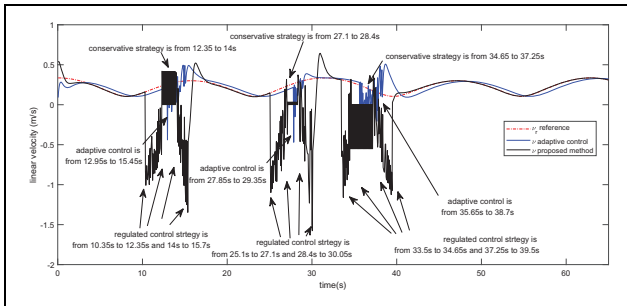 conservative strategy is from 27.1 to 28.4s
conservative strategy is from 12.35 to 14s
conservative strategy is from 34.65 to 37.25s
1
0.5
0
-0.5
-1
-1.5
-2
linear velocity (m/s)
ν_r reference
ν adaptive control
ν proposed method
adaptive control is
from 12.95s to 15.45s
adaptive control is
from 27.85s to 29.35s
adaptive control is
from 35.65s to 38.7s
regulated control strtegy is
from 10.35s to 12.35s and 14s to 15.7s
regulated control strtegy is
from 25.1s to 27.1s and 28.4s to 30.05s
regulated control strtegy is
from 33.5s to 34.65s and 37.25s to 39.5s
0 10 20 30 40 50 60
time(s)